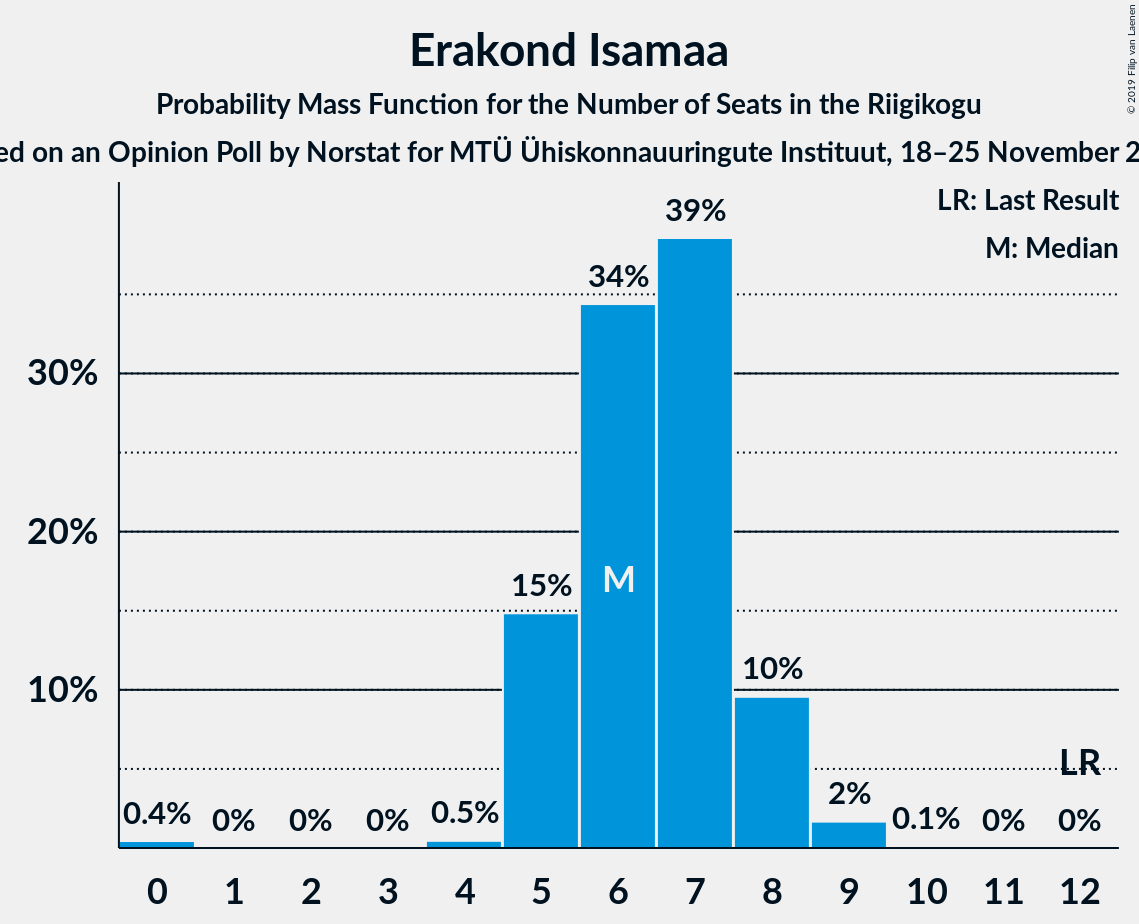 Erakond Isamaa
Probability Mass Function for the Number of Seats in the Riigikogu
on an Opinion Poll by Norstat for MTÜ Ühiskonnauuringute Instituut, 18–25 November
© 2019 Filip van Laenen
LR: Last Result
M: Median
39%
34%
30%
20%
15%
M
10%
10%
LR
0.4% 0% 0% 0% 0.5% 2% 0.1% 0% 0%
0 1 2 3 4 5 6 7 8 9 10 11 12